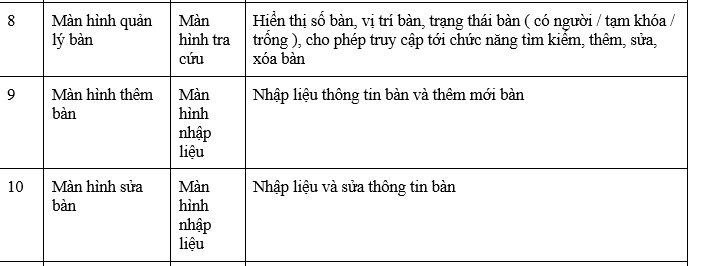 8 Màn hình quản lý bàn Màn hình tra cứu Hiển thị số bàn, vị trí bàn, trạng thái bàn ( có người / tạm khóa / trống ), cho phép truy cập tới chức năng tìm kiếm, thêm, sửa, xóa bàn
9 Màn hình thêm bàn Màn hình nhập liệu Nhập liệu thông tin bàn và thêm mới bàn
10 Màn hình sửa bàn Màn hình nhập liệu Nhập liệu và sửa thông tin bàn